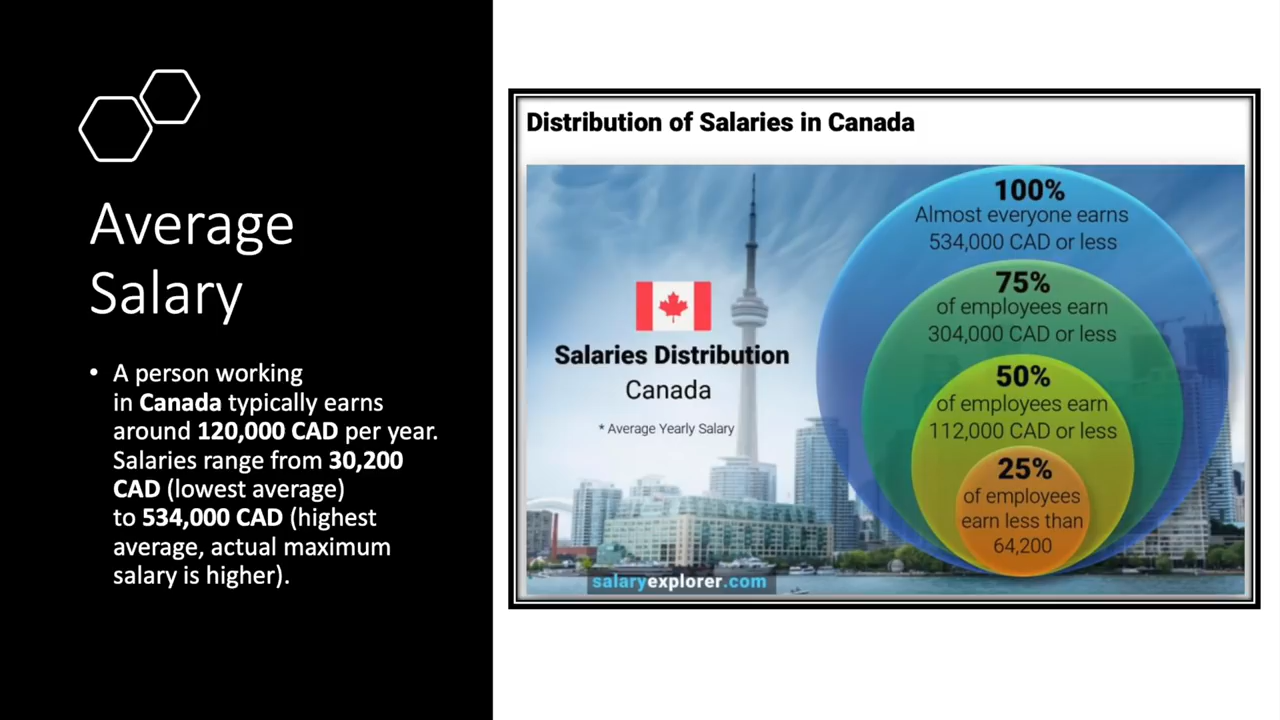 Average
Salary
• A person working
in Canada typically earns
around 120,000 CAD per year.
Salaries range from 30,200
CAD (lowest average)
to 534,000 CAD (highest
average, actual maximum
salary is higher).
Distribution of Salaries in Canada
Salaries Distribution
Canada
* Average Yearly Salary
100%
Almost everyone earns
534,000 CAD or less
75%
of employees earn
304,000 CAD or less
50%
of employees earn
112,000 CAD or less
25%
of employees
earn less than
64,200
salaryexplorer.com